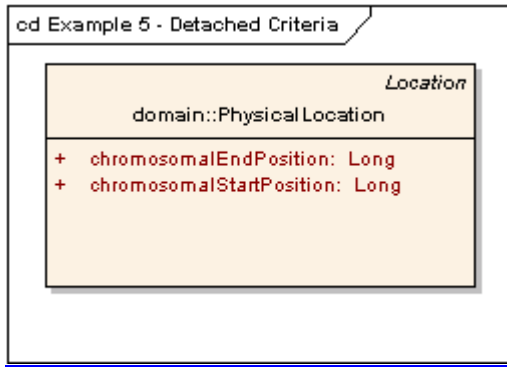 cd Example 5 - Detached Criteria
Location
domain::PhysicalLocation
+ chromosomalEndPosition: Long
+ chromosomalStartPosition: Long